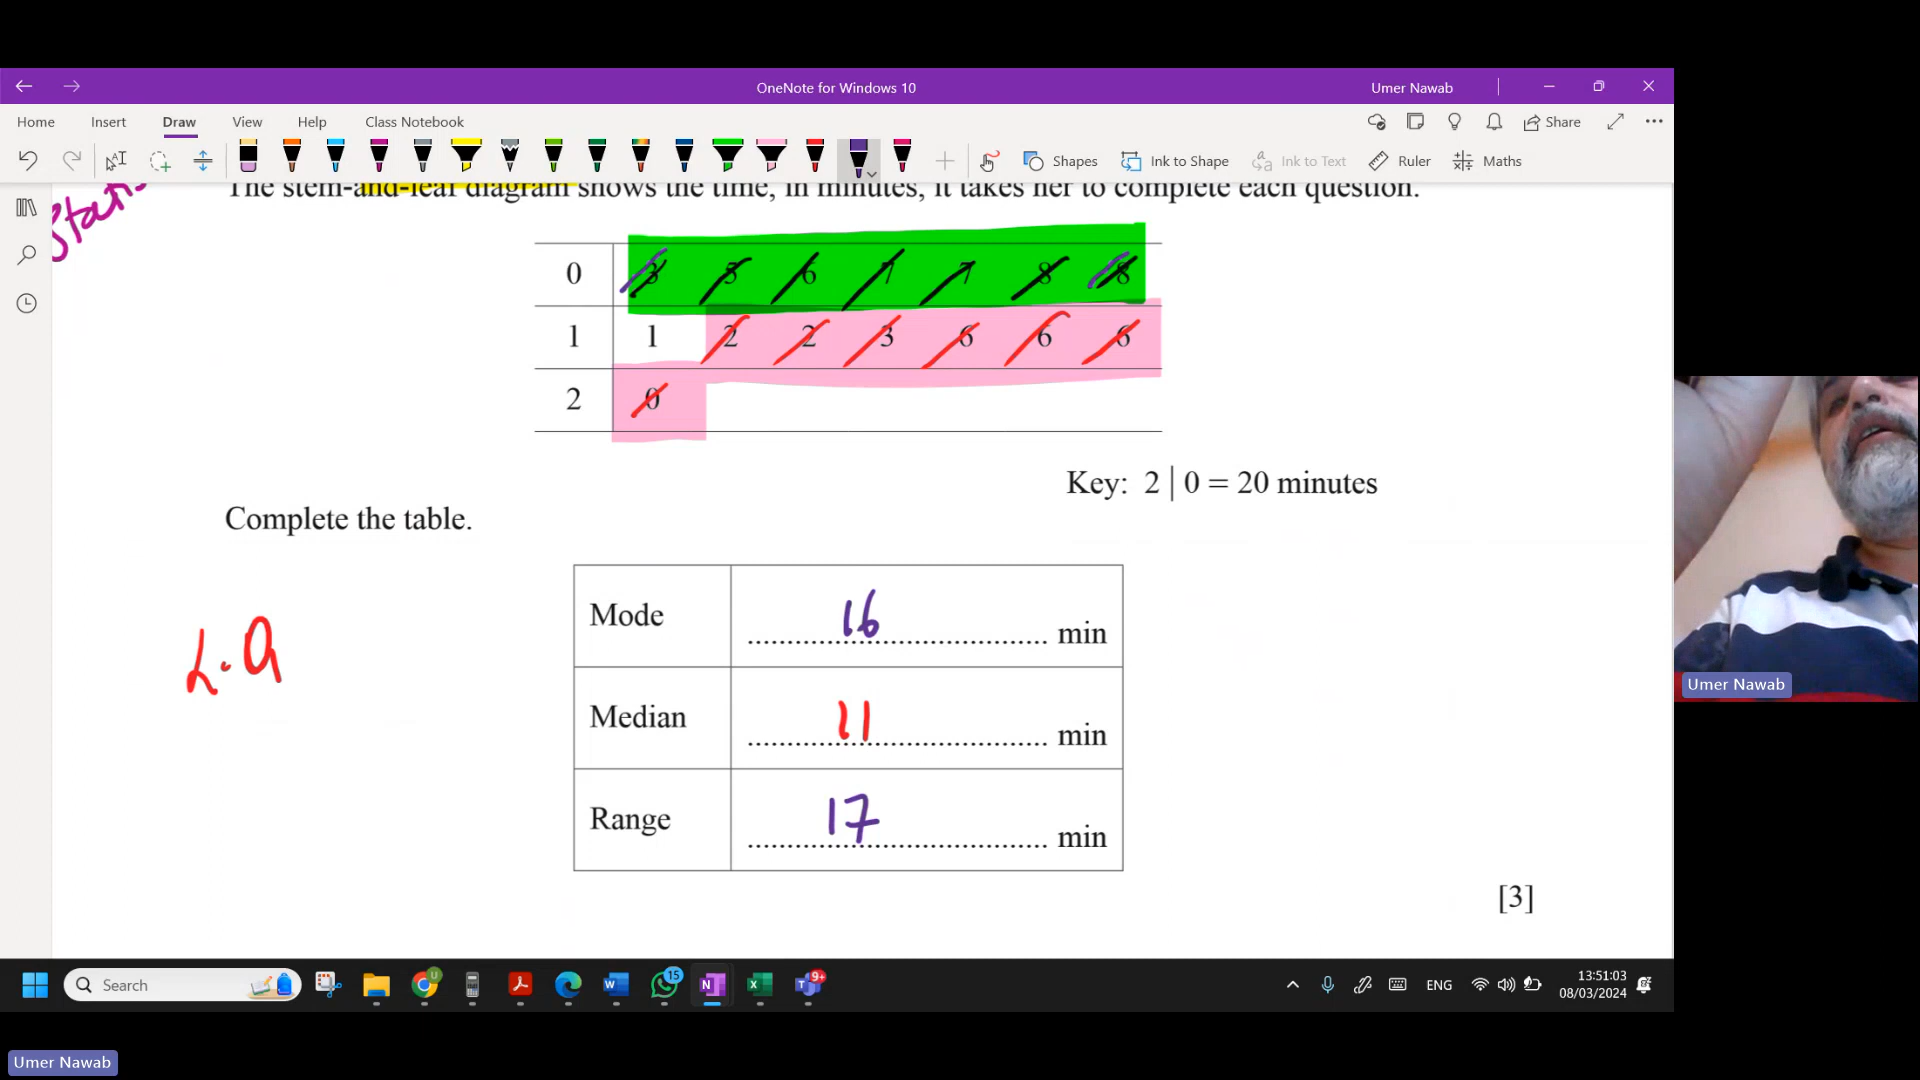 OneNote for Windows 10
Umer Nawab
Home Insert Draw View Help Class Notebook
Share
Shapes Ink to Shape Ink to Text Ruler Maths
The stem-and-leaf diagram shows the time, in minutes, it takes her to complete each question.
0 3 5 6 7 7 8 8
1 1 2 2 3 6 6 6
2 0
Key: 2 | 0 = 20 minutes
Complete the table.
Mode 16 min
Median 11 min
Range 17 min
[3]
Umer Nawab
Search
15
9+
ENG
13:51:03
08/03/2024
Umer Nawab